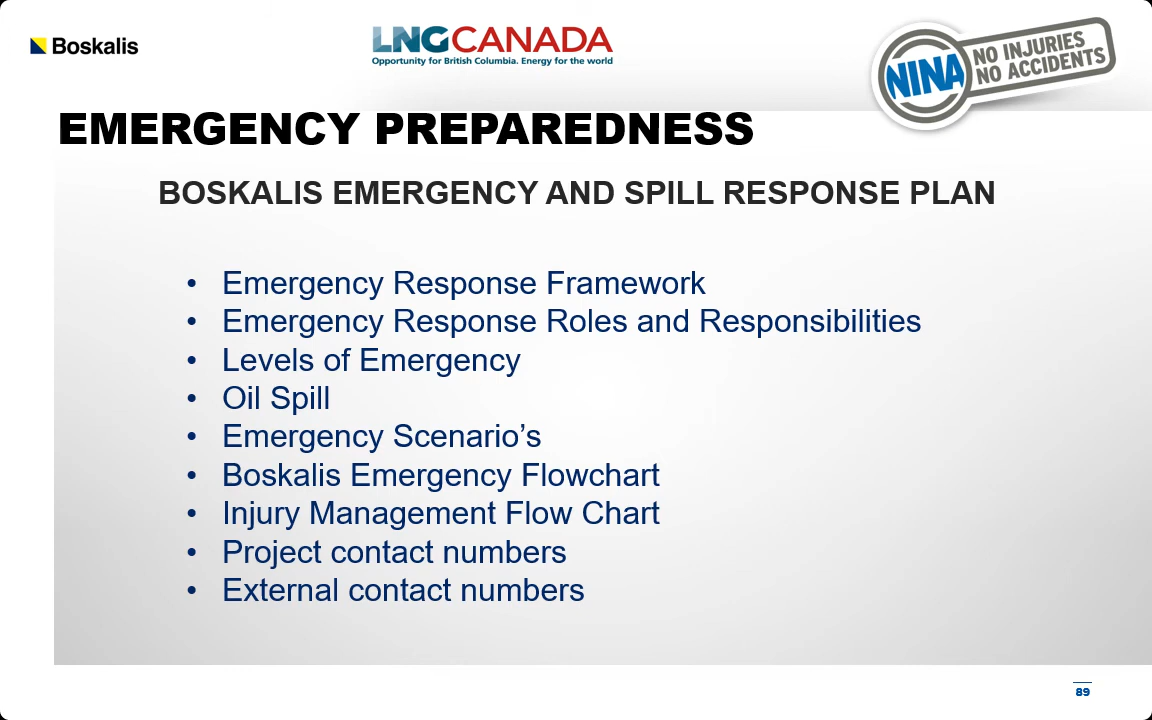 Boskalis
LNGCANADA
Opportunity for British Columbia. Energy for the world
NINA
NO INJURIES
NO ACCIDENTS
EMERGENCY PREPAREDNESS
BOSKALIS EMERGENCY AND SPILL RESPONSE PLAN
• Emergency Response Framework
• Emergency Response Roles and Responsibilities
• Levels of Emergency
• Oil Spill
• Emergency Scenario’s
• Boskalis Emergency Flowchart
• Injury Management Flow Chart
• Project contact numbers
• External contact numbers
89